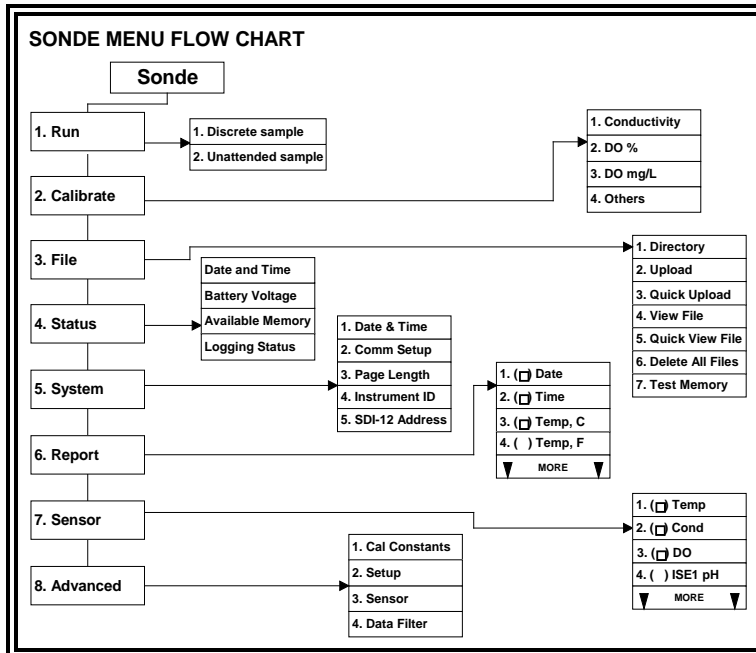 SONDE MENU FLOW CHART
Sonde
1. Run
1. Discrete sample
2. Unattended sample
2. Calibrate
1. Conductivity
2. DO %
3. DO mg/L
4. Others
3. File
1. Directory
2. Upload
3. Quick Upload
4. View File
5. Quick View File
6. Delete All Files
7. Test Memory
4. Status
Date and Time
Battery Voltage
Available Memory
Logging Status
5. System
1. Date & Time
2. Comm Setup
3. Page Length
4. Instrument ID
5. SDI-12 Address
6. Report
1. (□) Date
2. (□) Time
3. (□) Temp, C
4. ( ) Temp, F
MORE
7. Sensor
1. (□) Temp
2. (□) Cond
3. (□) DO
4. ( ) ISE1 pH
MORE
8. Advanced
1. Cal Constants
2. Setup
3. Sensor
4. Data Filter